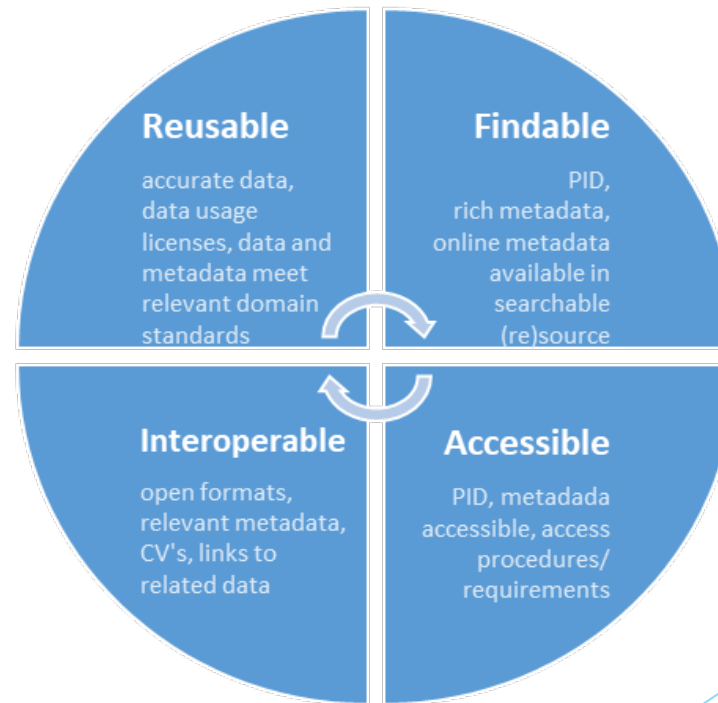 Reusable
accurate data,
data usage
licenses, data and
metadata meet
relevant domain
standards
Findable
PID,
rich metadata,
online metadata
available in
searchable
(re)source
Interoperable
open formats,
relevant metadata,
CV's, links to
related data
Accessible
PID, metadada
accessible, access
procedures/
requirements